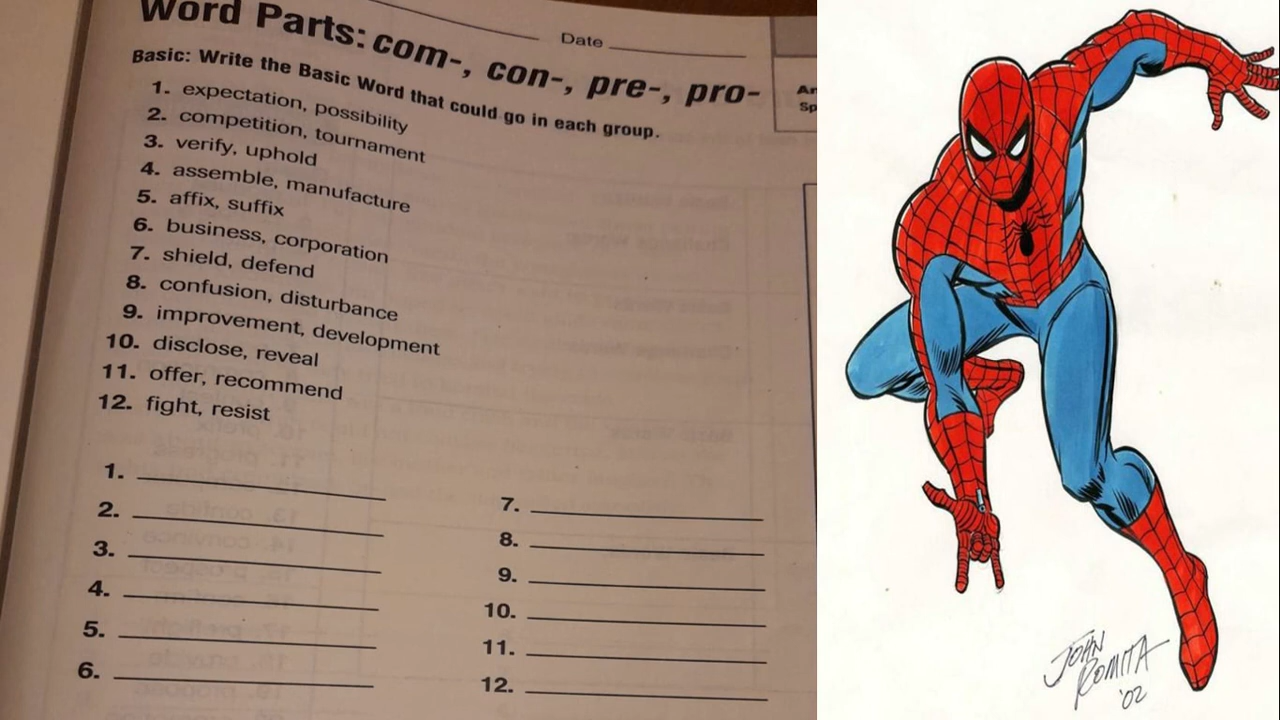 Word Parts: com-, con-, pre-, pro-
Date
Basic: Write the Basic Word that could go in each group.
1. expectation, possibility
2. competition, tournament
3. verify, uphold
4. assemble, manufacture
5. affix, suffix
6. business, corporation
7. shield, defend
8. confusion, disturbance
9. improvement, development
10. disclose, reveal
11. offer, recommend
12. fight, resist
1.
2.
3.
4.
5.
6.
7.
8.
9.
10.
11.
12.
JOHN
ROMITA
'02